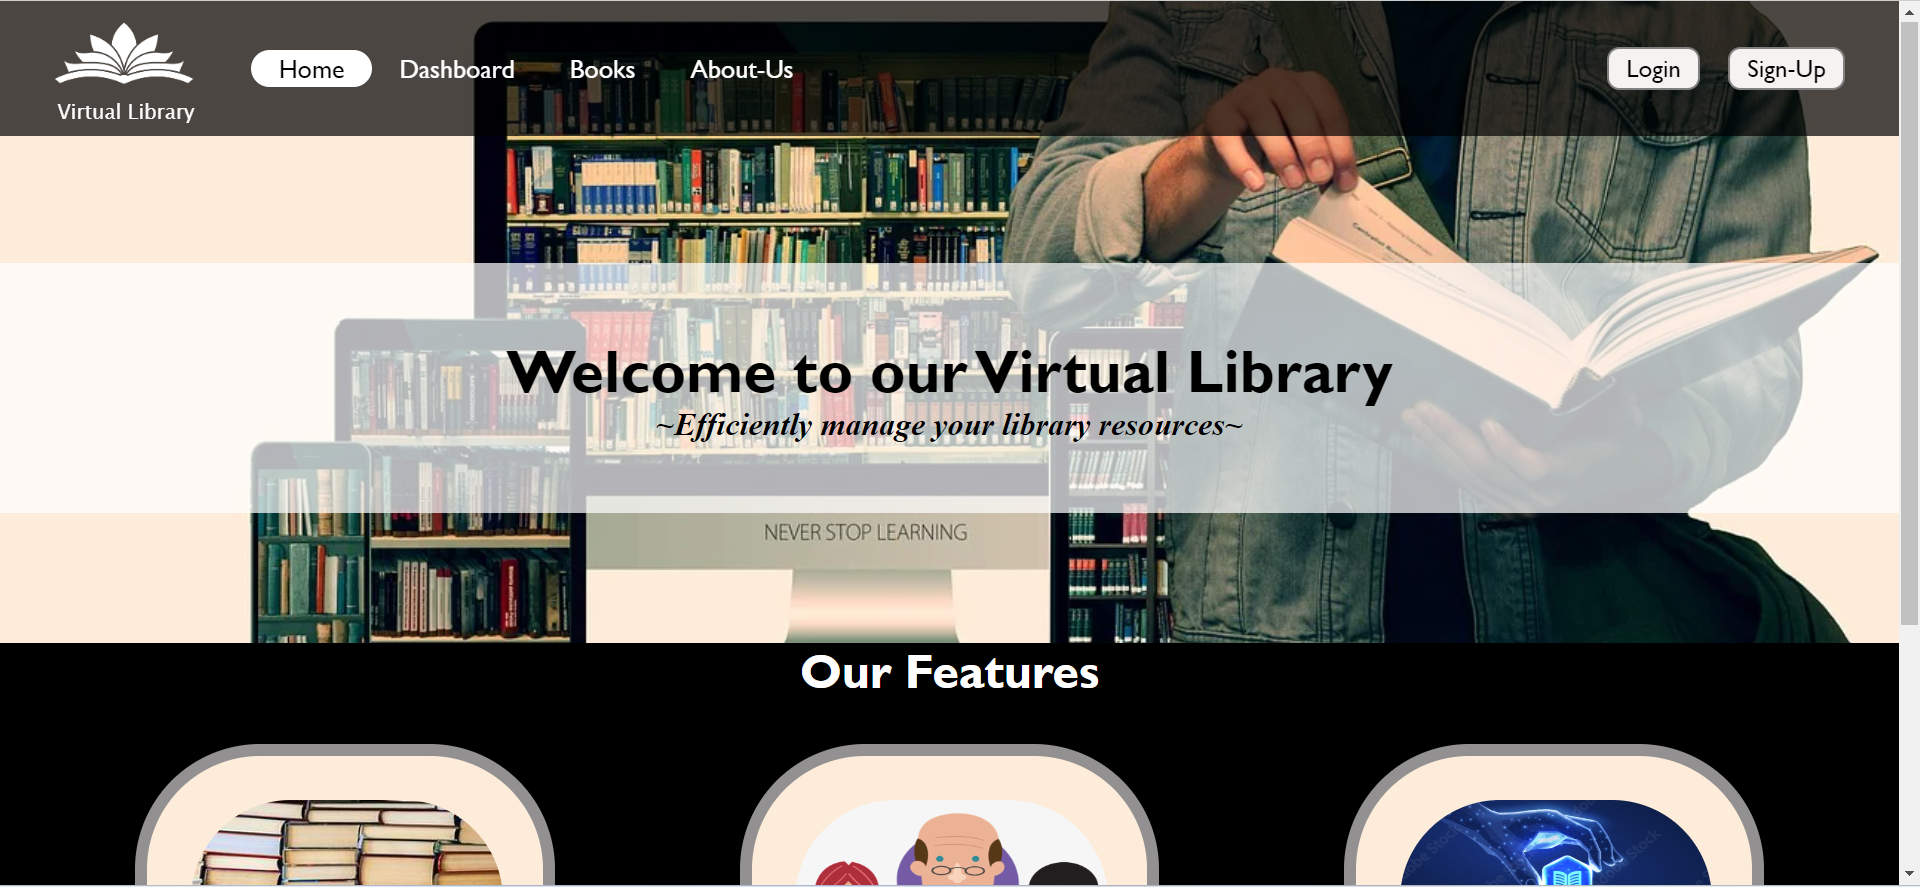 Virtual Library
Home
Dashboard
Books
About-Us
Login
Sign-Up
Welcome to our Virtual Library
~Efficiently manage your library resources~
NEVER STOP LEARNING
Our Features